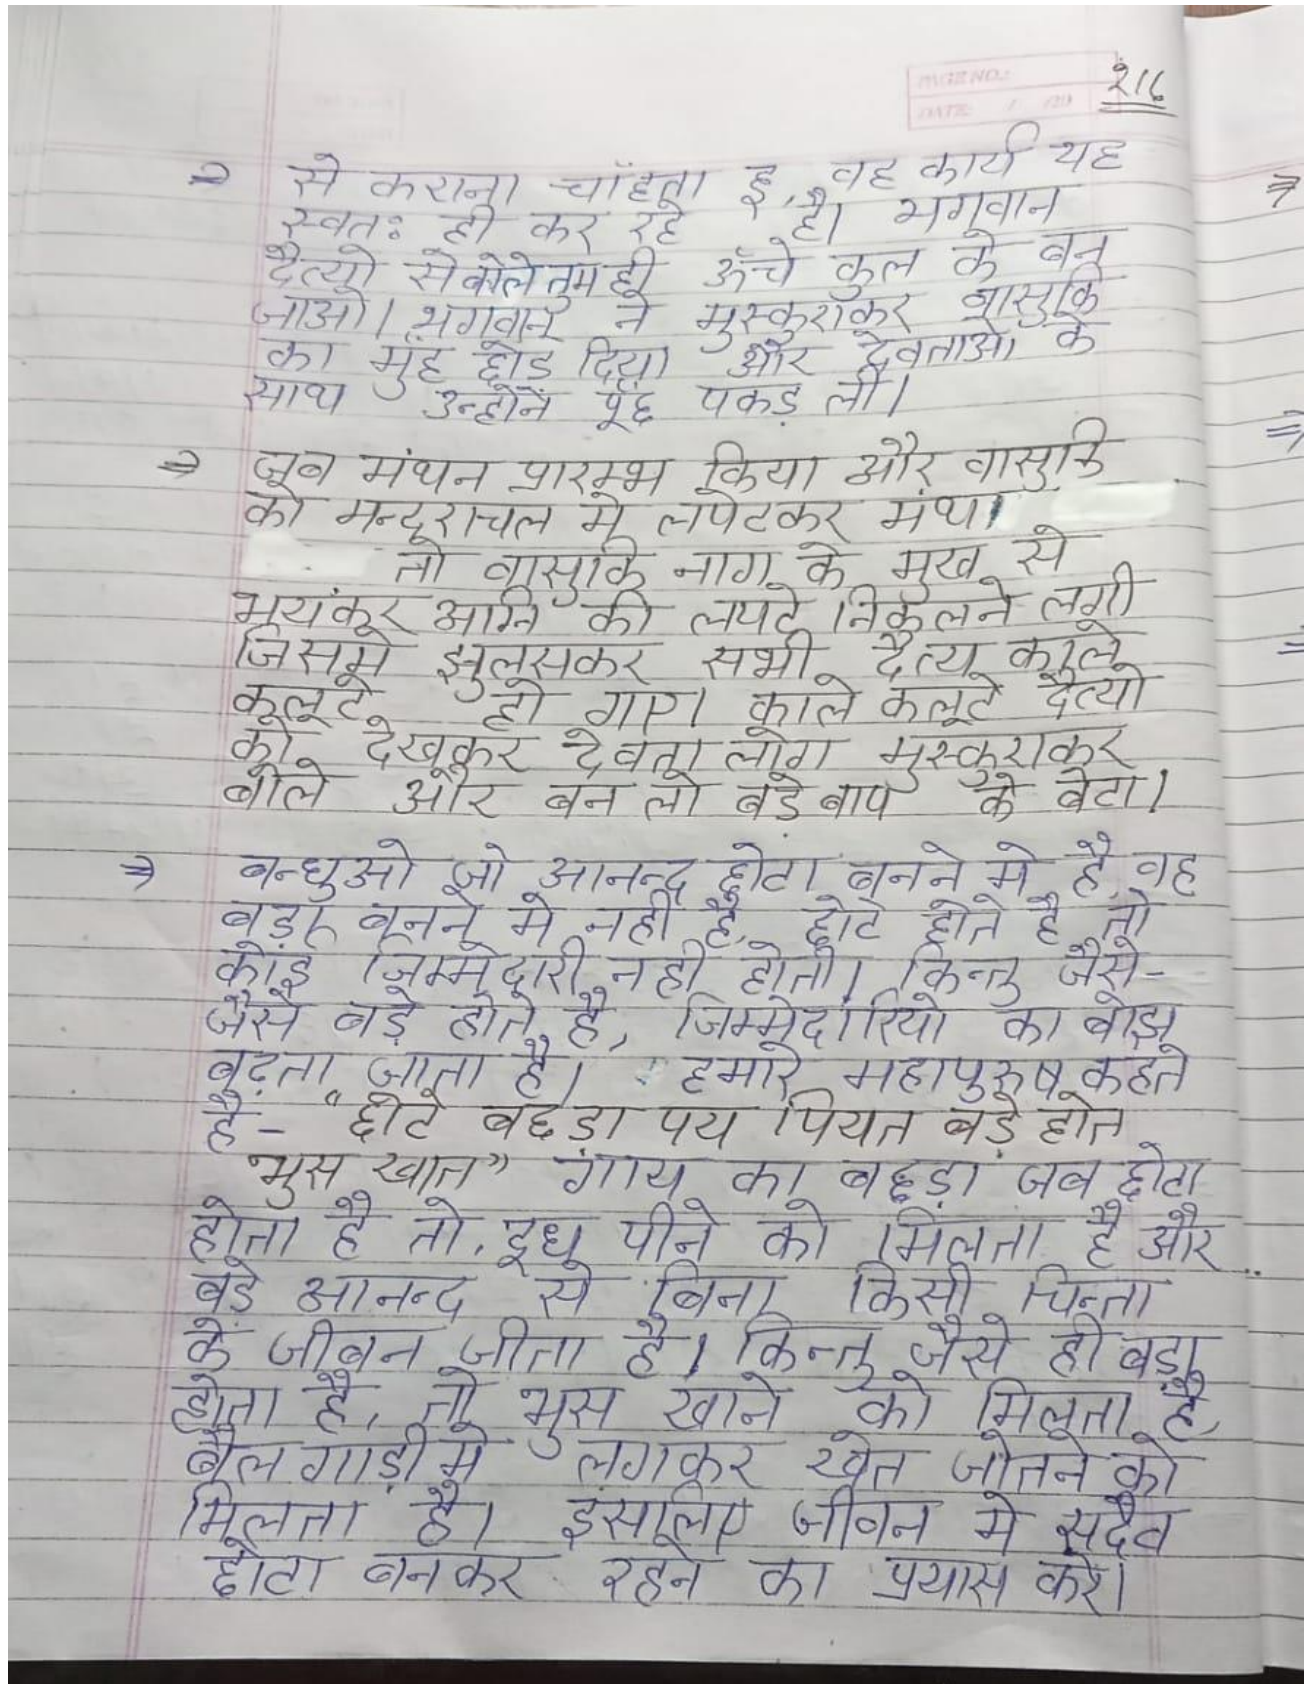 PAGE NO.:
DATE: / /20
⇒ से कराना चाँहता हूं, वह कार्य यह
स्वतः ही कर रहे है। भगवान
दैत्यो से बोले तुम ही ऊँचे कुल के बन
जाओ। भगवान ने मुस्कुराकर वासुकि
का मुंह छोड़ दिया और देवताओं के
साथ उन्होनें पूंछ पकड़ ली।
⇒ जब मंथन प्रारम्भ किया और वासुकि
को मन्दराचल मे लपेटकर मंथा।
तो वासुकि नाग के मुख से
भयंकर अग्नि की लपटे निकलने लगी
जिसमे झुलसकर सभी दैत्य काले
कलूटे हो गए। काले कलूटे दैत्यो
को देखकर देवता लोग मुस्कुराकर
बोले और बन लो बड़े बाप के बेटा।
⇒ बन्धुओ जो आनन्द छोटा बनने मे है, वह
बड़ा बनने मे नही है, छोटे होते है तो
कोई जिम्मेदारी नही होती। किन्तु जैसे-
जैसे बड़े होते है, जिम्मेदारियो का बोझ
बढ़ता जाता है। हमारे महापुरुष कहते
है- "छोटे बछड़ा पय पियत बड़े होत
भुस खात" गाय का बछड़ा जब छोटा
होता है तो, दूध पीने को मिलता है और
बड़े आनन्द से बिना किसी चिन्ता
के जीवन जीता है। किन्तु जैसे ही बड़ा
होता है, तो भुस खाने को मिलता है,
बैल गाड़ी मे लगकर खेत जोतने को
मिलता है। इसलिए जीवन मे सदैव
छोटा बनकर रहने का प्रयास करे।